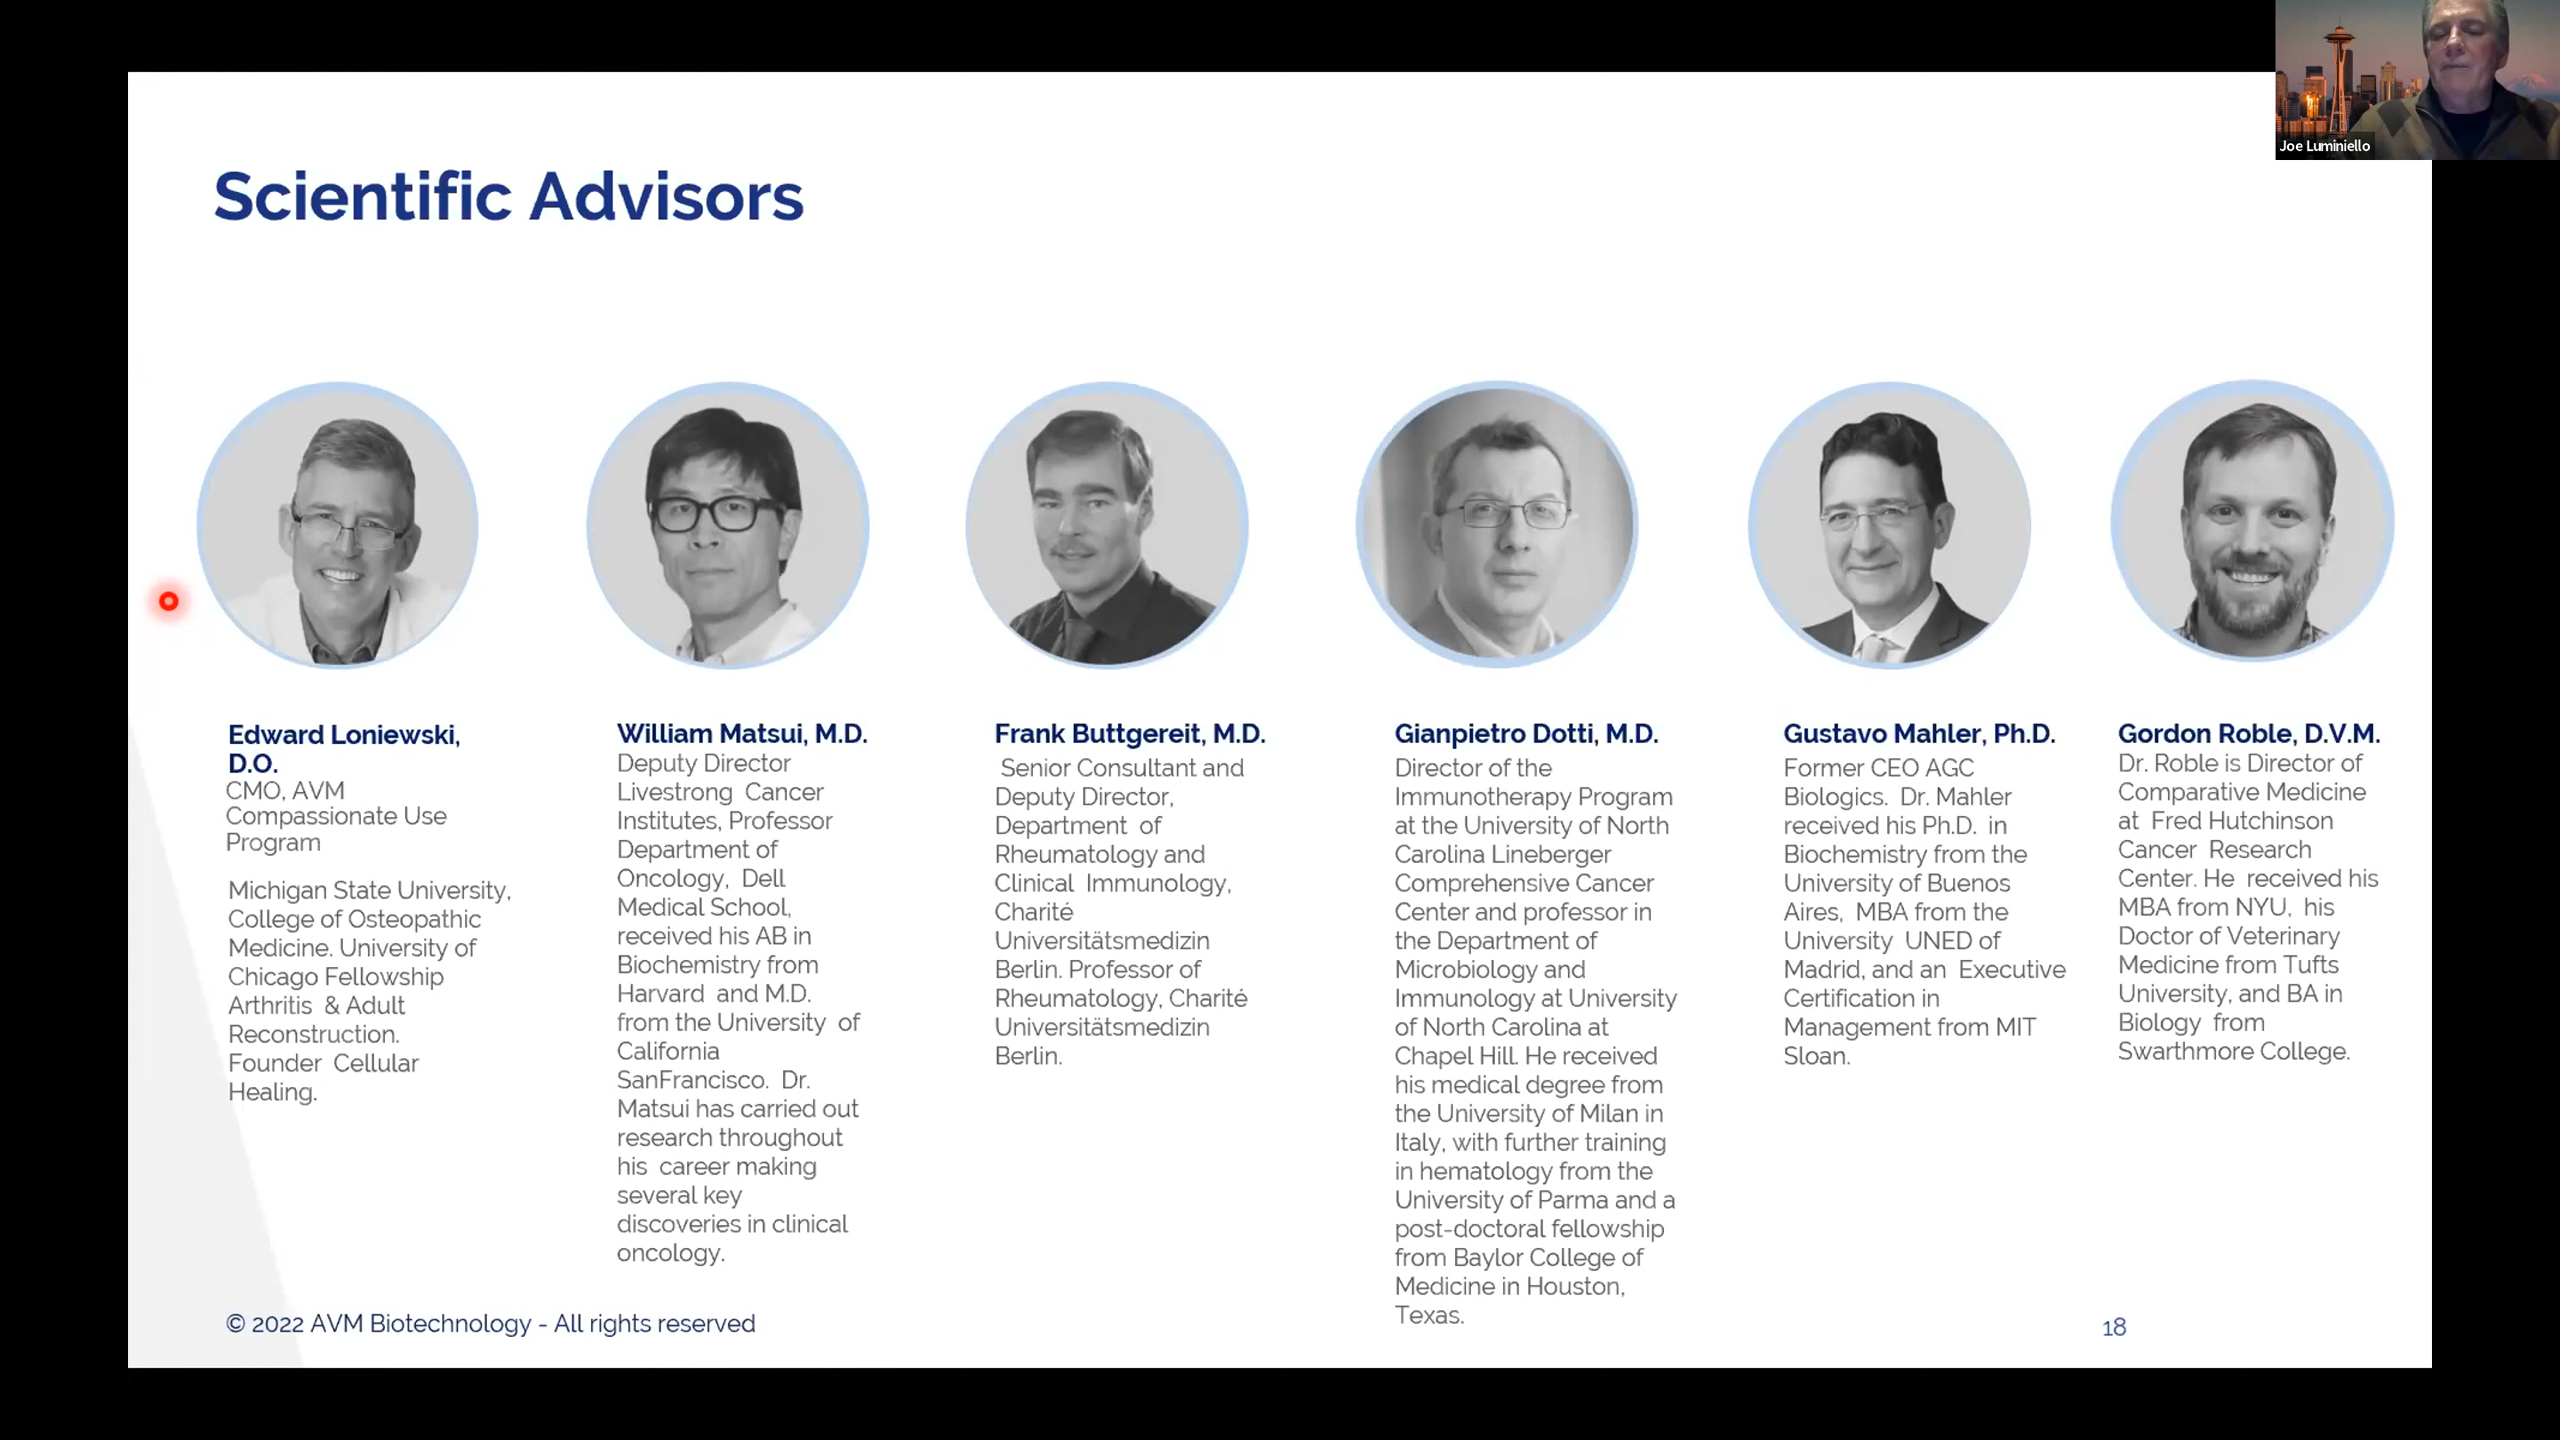 Joe Luminiello
Scientific Advisors
Edward Loniewski,
D.O.
CMO, AVM
Compassionate Use
Program
Michigan State University,
College of Osteopathic
Medicine. University of
Chicago Fellowship
Arthritis & Adult
Reconstruction.
Founder Cellular
Healing.
William Matsui, M.D.
Deputy Director
Livestrong Cancer
Institutes, Professor
Department of
Oncology, Dell
Medical School,
received his AB in
Biochemistry from
Harvard and M.D.
from the University of
California
SanFrancisco. Dr.
Matsui has carried out
research throughout
his career making
several key
discoveries in clinical
oncology.
Frank Buttgereit, M.D.
Senior Consultant and
Deputy Director,
Department of
Rheumatology and
Clinical Immunology,
Charité
Universitätsmedizin
Berlin. Professor of
Rheumatology, Charité
Universitätsmedizin
Berlin.
Gianpietro Dotti, M.D.
Director of the
Immunotherapy Program
at the University of North
Carolina Lineberger
Comprehensive Cancer
Center and professor in
the Department of
Microbiology and
Immunology at University
of North Carolina at
Chapel Hill. He received
his medical degree from
the University of Milan in
Italy, with further training
in hematology from the
University of Parma and a
post-doctoral fellowship
from Baylor College of
Medicine in Houston,
Texas.
Gustavo Mahler, Ph.D.
Former CEO AGC
Biologics. Dr. Mahler
received his Ph.D. in
Biochemistry from the
University of Buenos
Aires, MBA from the
University UNED of
Madrid, and an Executive
Certification in
Management from MIT
Sloan.
Gordon Roble, D.V.M.
Dr. Roble is Director of
Comparative Medicine
at Fred Hutchinson
Cancer Research
Center. He received his
MBA from NYU, his
Doctor of Veterinary
Medicine from Tufts
University, and BA in
Biology from
Swarthmore College.
© 2022 AVM Biotechnology - All rights reserved
18